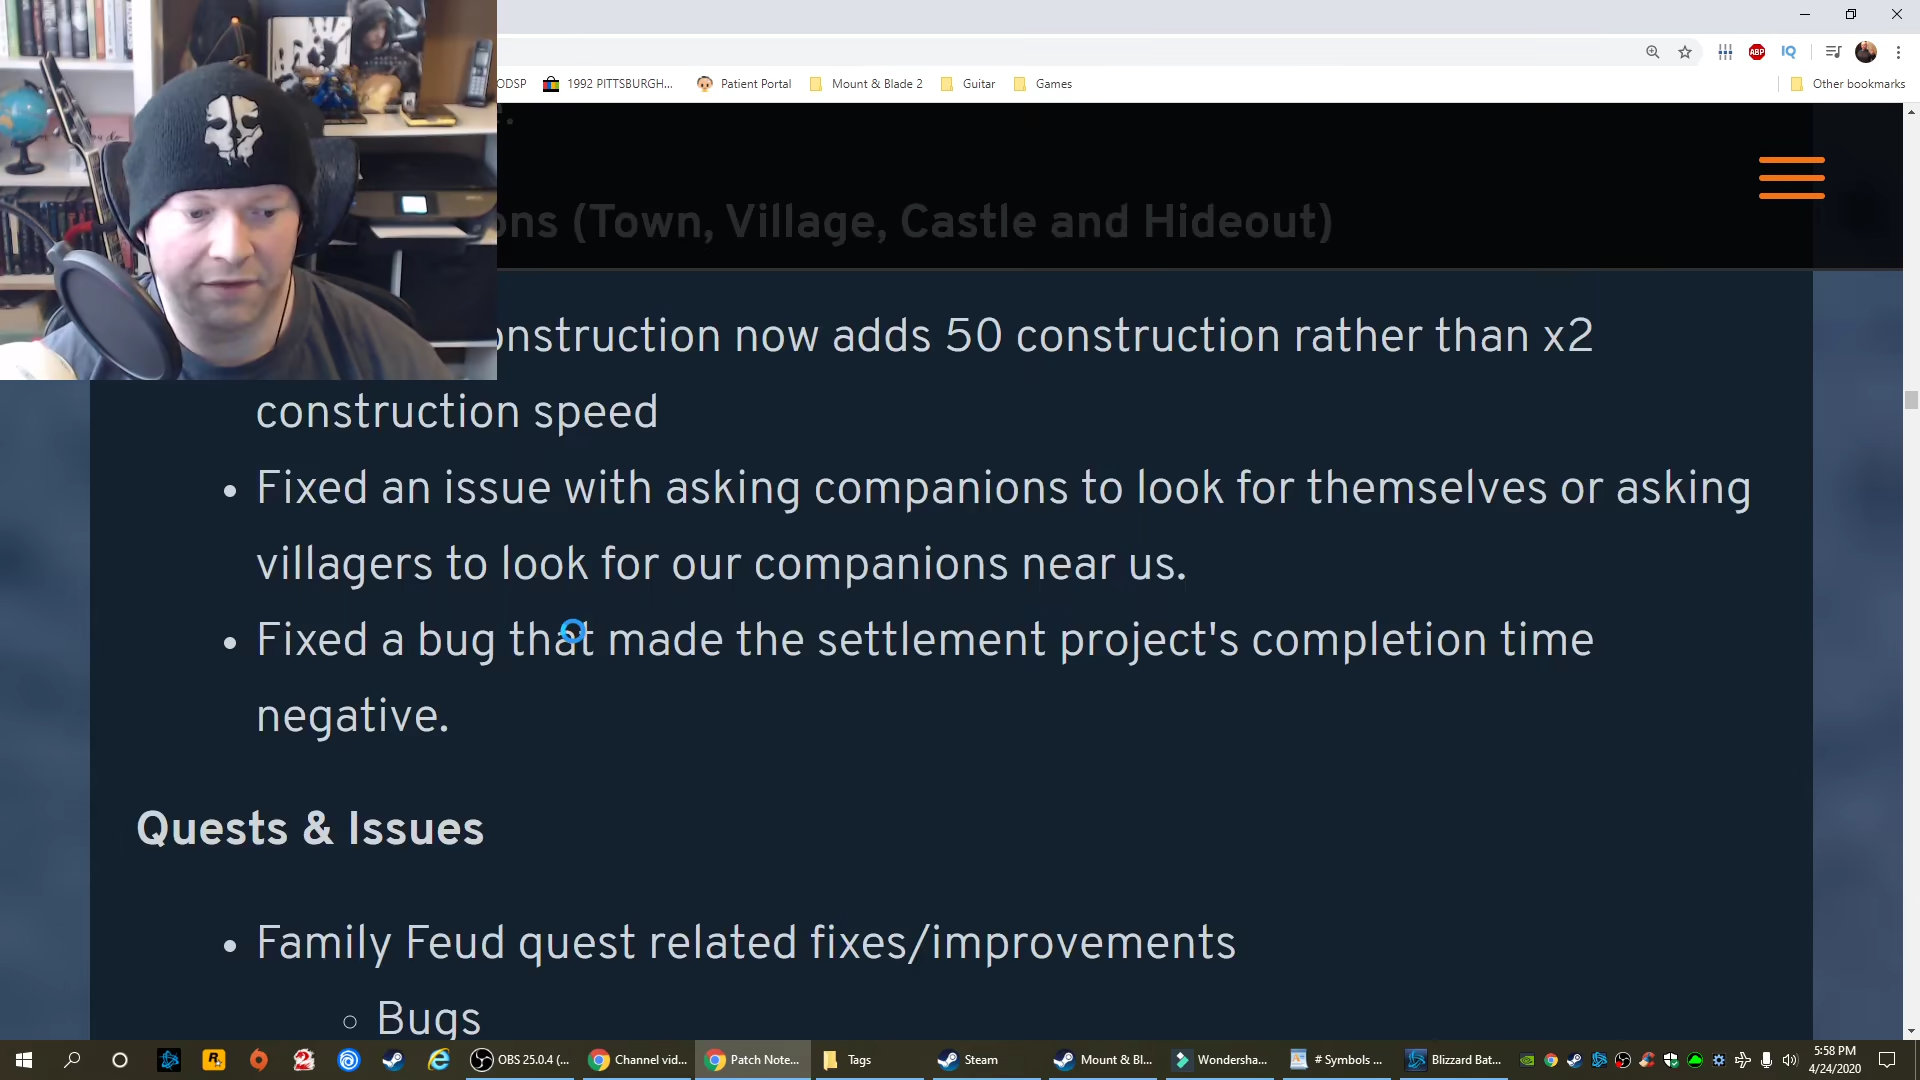 ODSP 1992 PITTSBURGH... Patient Portal Mount & Blade 2 Guitar Games Other bookmarks
ABP IQ
ons (Town, Village, Castle and Hideout)
onstruction now adds 50 construction rather than x2
construction speed
• Fixed an issue with asking companions to look for themselves or asking
villagers to look for our companions near us.
• Fixed a bug that made the settlement project's completion time
negative.
Quests & Issues
• Family Feud quest related fixes/improvements
○ Bugs
OBS 25.0.4 (... Channel vid... Patch Note... Tags Steam Mount & Bl... Wondersha... # Symbols ... Blizzard Bat... 5:58 PM
4/24/2020